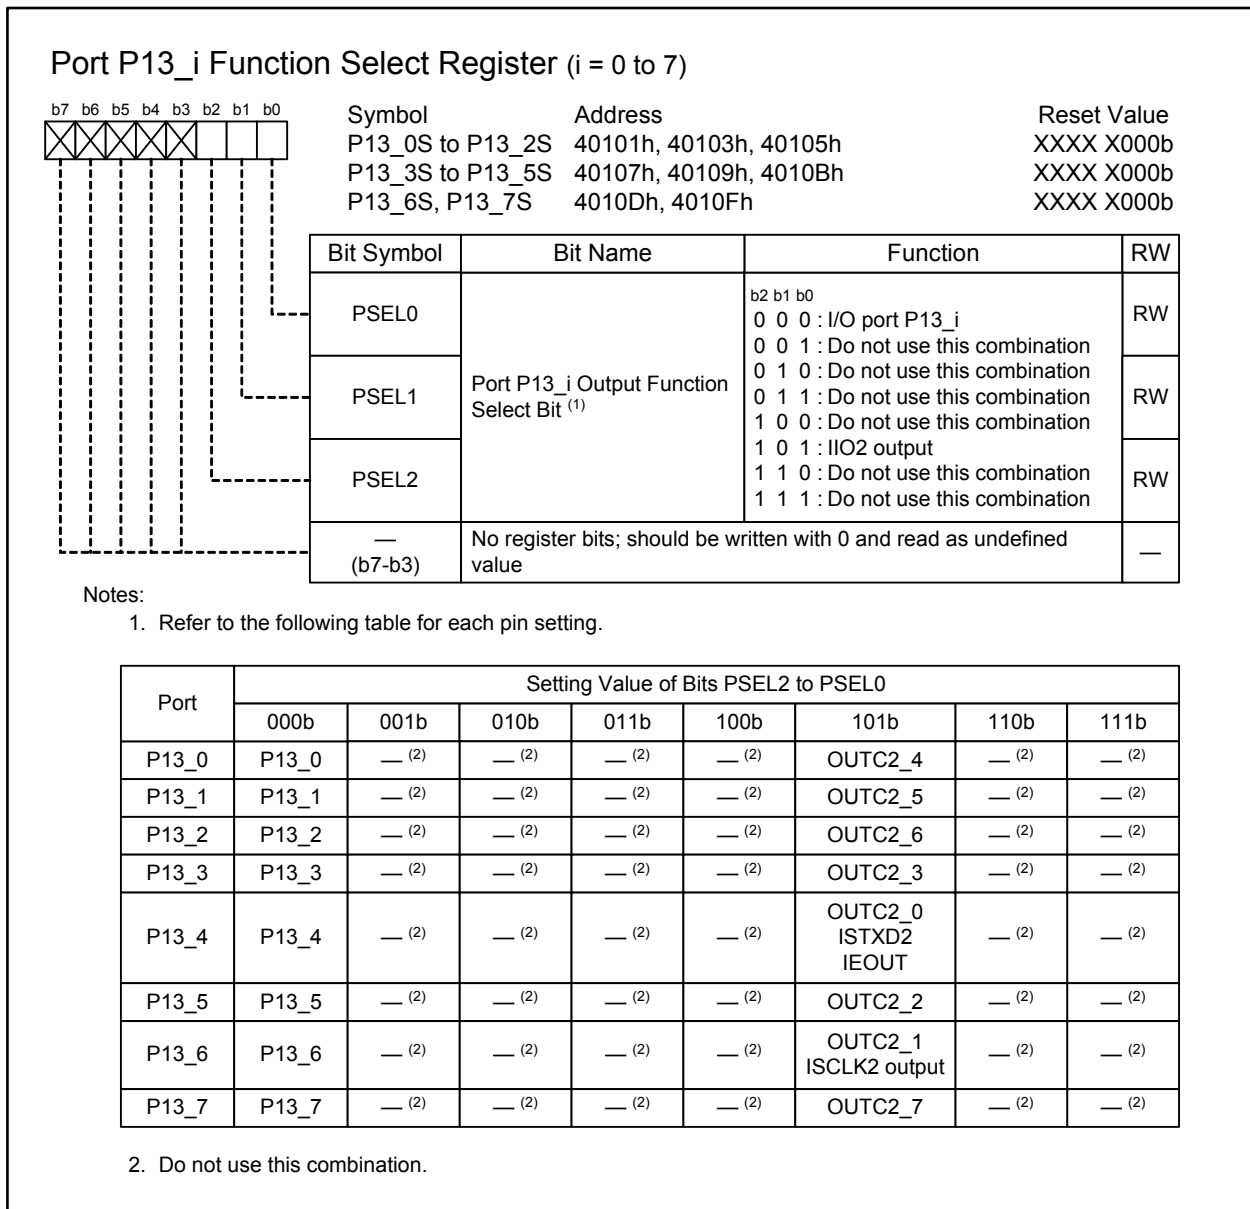 Port P13_i Function Select Register (i = 0 to 7)
b7 b6 b5 b4 b3 b2 b1 b0
Symbol Address Reset Value
P13_0S to P13_2S 40101h, 40103h, 40105h XXXX X000b
P13_3S to P13_5S 40107h, 40109h, 4010Bh XXXX X000b
P13_6S, P13_7S 4010Dh, 4010Fh XXXX X000b
Bit Symbol Bit Name Function RW
PSEL0 RW
PSEL1 RW
PSEL2 RW
Port P13_i Output Function
Select Bit (1)
b2 b1 b0
0 0 0 : I/O port P13_i
0 0 1 : Do not use this combination
0 1 0 : Do not use this combination
0 1 1 : Do not use this combination
1 0 0 : Do not use this combination
1 0 1 : IIO2 output
1 1 0 : Do not use this combination
1 1 1 : Do not use this combination
—
(b7-b3)
No register bits; should be written with 0 and read as undefined
value
—
Notes:
1. Refer to the following table for each pin setting.
Port Setting Value of Bits PSEL2 to PSEL0
000b 001b 010b 011b 100b 101b 110b 111b
P13_0 P13_0 — (2) — (2) — (2) — (2) OUTC2_4 — (2) — (2)
P13_1 P13_1 — (2) — (2) — (2) — (2) OUTC2_5 — (2) — (2)
P13_2 P13_2 — (2) — (2) — (2) — (2) OUTC2_6 — (2) — (2)
P13_3 P13_3 — (2) — (2) — (2) — (2) OUTC2_3 — (2) — (2)
P13_4 P13_4 — (2) — (2) — (2) — (2) OUTC2_0
ISTXD2
IEOUT — (2) — (2)
P13_5 P13_5 — (2) — (2) — (2) — (2) OUTC2_2 — (2) — (2)
P13_6 P13_6 — (2) — (2) — (2) — (2) OUTC2_1
ISCLK2 output — (2) — (2)
P13_7 P13_7 — (2) — (2) — (2) — (2) OUTC2_7 — (2) — (2)
2. Do not use this combination.